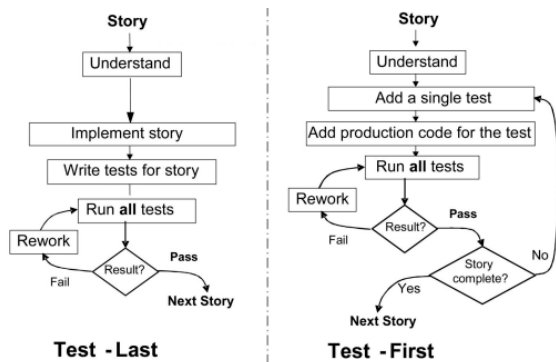 Story
Understand
Implement story
Write tests for story
Run all tests
Rework
Result?
Fail
Pass
Next Story
Test - Last
Story
Understand
Add a single test
Add production code for the test
Run all tests
Rework
Result?
Fail
Pass
Story
complete?
No
Yes
Next Story
Test - First